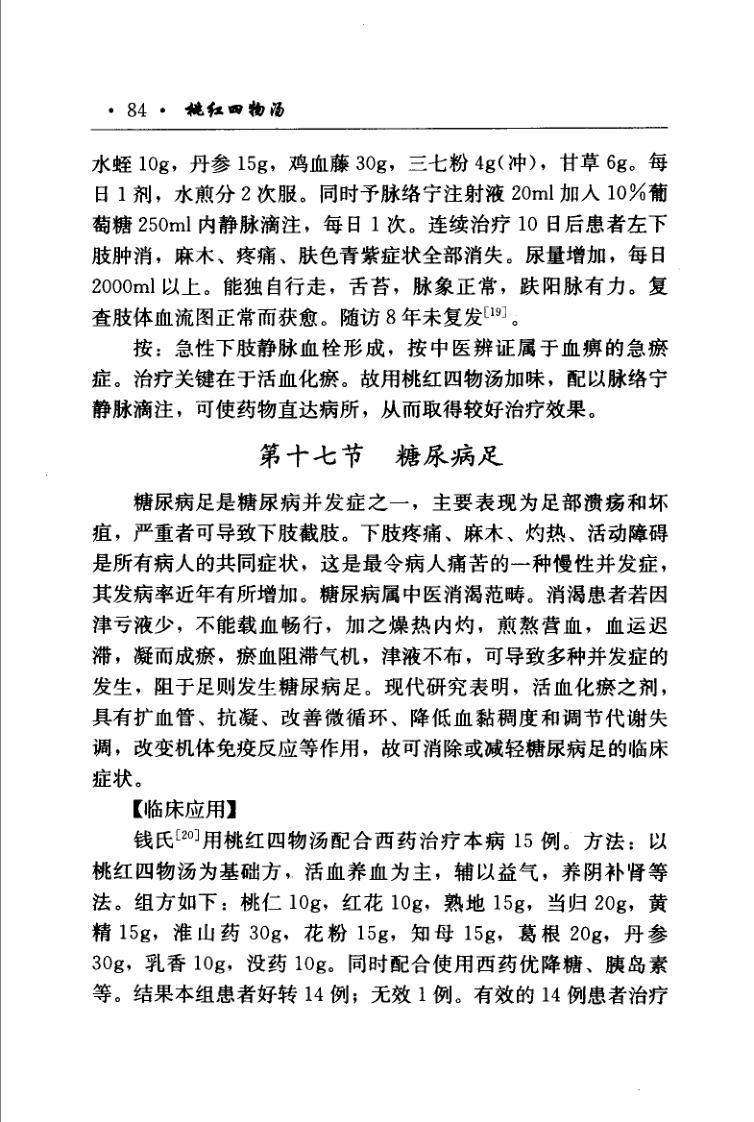 ·84· 桃红四物汤
水蛭 10g，丹参 15g，鸡血藤 30g，三七粉 4g(冲)，甘草 6g。每
日 1 剂，水煎分 2 次服。同时予脉络宁注射液 20ml 加入 10%葡
萄糖 250ml 内静脉滴注，每日 1 次。连续治疗 10 日后患者左下
肢肿消，麻木、疼痛、肤色青紫症状全部消失。尿量增加，每日
2000ml 以上。能独自行走，舌苔，脉象正常，趺阳脉有力。复
查肢体血流图正常而获愈。随访 8 年未复发[19]。
按：急性下肢静脉血栓形成，按中医辨证属于血痹的急瘀
症。治疗关键在于活血化瘀。故用桃红四物汤加味，配以脉络宁
静脉滴注，可使药物直达病所，从而取得较好治疗效果。
第十七节 糖尿病足
糖尿病足是糖尿病并发症之一，主要表现为足部溃疡和坏
疽，严重者可导致下肢截肢。下肢疼痛、麻木、灼热、活动障碍
是所有病人的共同症状，这是最令病人痛苦的一种慢性并发症，
其发病率近年有所增加。糖尿病属中医消渴范畴。消渴患者若因
津亏液少，不能载血畅行，加之燥热内灼，煎熬营血，血运迟
滞，凝而成瘀，瘀血阻滞气机，津液不布，可导致多种并发症的
发生，阻于足则发生糖尿病足。现代研究表明，活血化瘀之剂，
具有扩血管、抗凝、改善微循环、降低血黏稠度和调节代谢失
调，改变机体免疫反应等作用，故可消除或减轻糖尿病足的临床
症状。
【临床应用】
钱氏[20]用桃红四物汤配合西药治疗本病 15 例。方法：以
桃红四物汤为基础方，活血养血为主，辅以益气，养阴补肾等
法。组方如下：桃仁 10g，红花 10g，熟地 15g，当归 20g，黄
精 15g，淮山药 30g，花粉 15g，知母 15g，葛根 20g，丹参
30g，乳香 10g，没药 10g。同时配合使用西药优降糖、胰岛素
等。结果本组患者好转 14 例；无效 1 例。有效的 14 例患者治疗